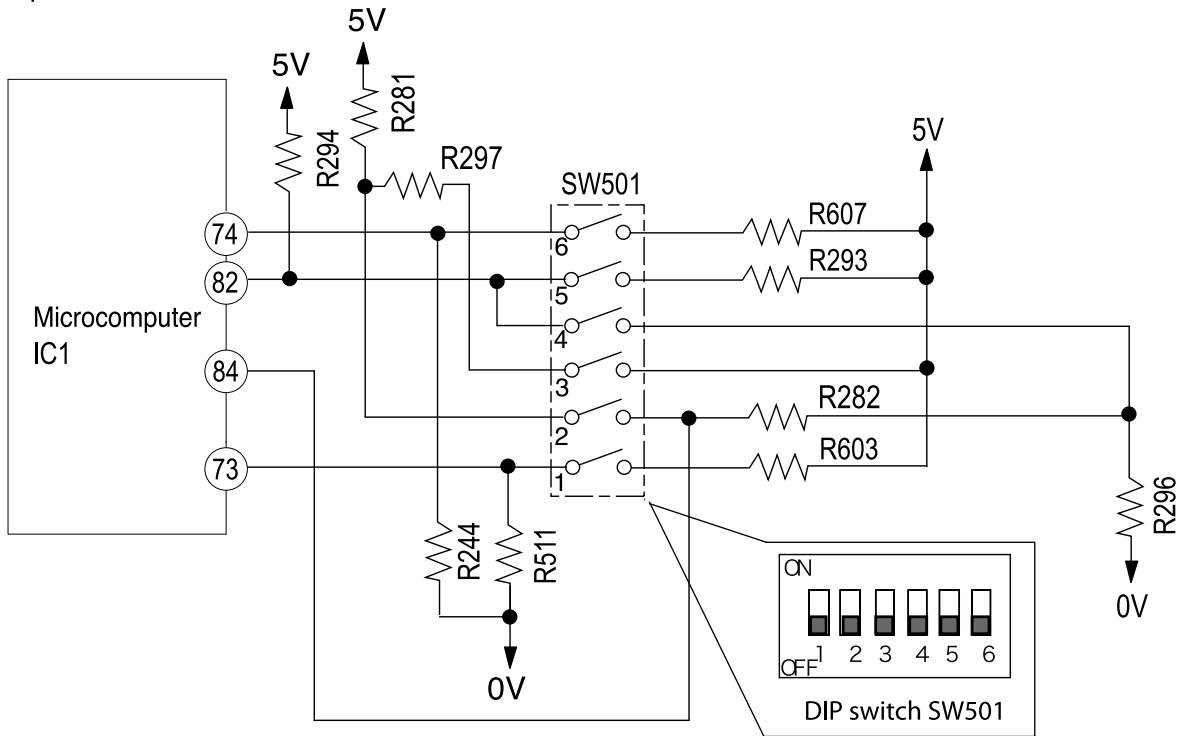 5V
5V
R281
R294
R297
5V
SW501
R607
74
6
R293
82
5
Microcomputer
IC1
4
84
3
R282
2
R603
73
1
R296
R244
R511
ON
0V
1 2 3 4 5 6
OFF
0V
DIP switch SW501